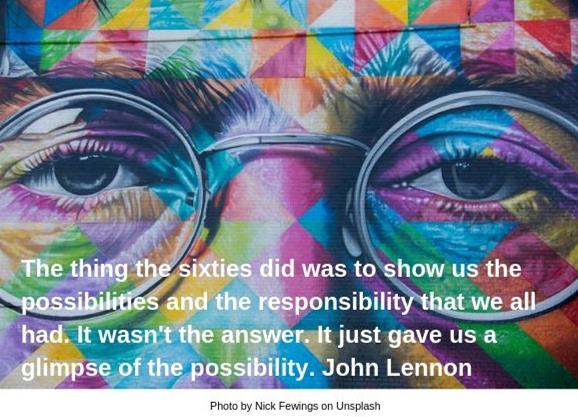 The thing the sixties did was to show us the
possibilities and the responsibility that we all
had. It wasn't the answer. It just gave us a
glimpse of the possibility. John Lennon
Photo by Nick Fewings on Unsplash